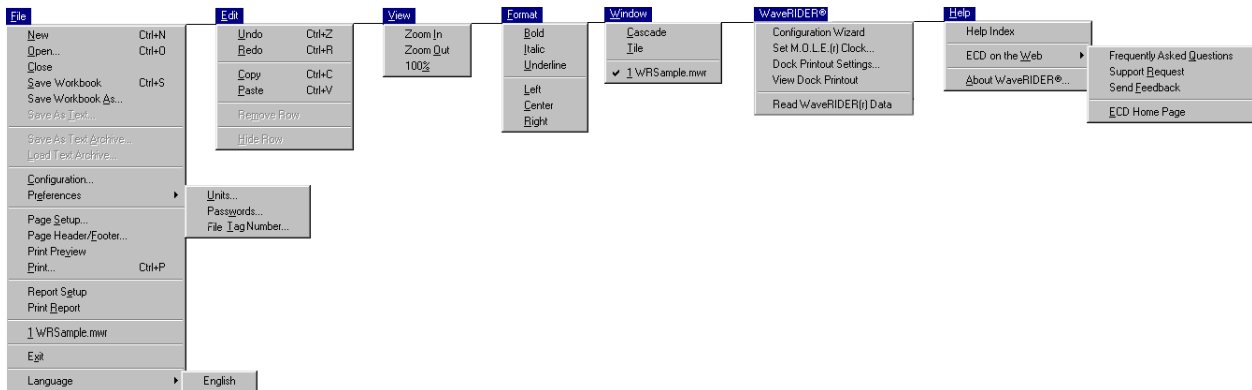 File
New Ctrl+N
Open... Ctrl+O
Close
Save Workbook Ctrl+S
Save Workbook As...
Save As Text...
Save As Text Archive...
Load Text Archive...
Configuration...
Preferences
Units...
Passwords...
File Tag Number...
Page Setup...
Page Header/Footer...
Print Preview
Print... Ctrl+P
Report Setup
Print Report
1 WRSample.mwr
Exit
Language
English
Edit
Undo Ctrl+Z
Redo Ctrl+R
Copy Ctrl+C
Paste Ctrl+V
Remove Row
Hide Row
View
Zoom In
Zoom Out
100%
Format
Bold
Italic
Underline
Left
Center
Right
Window
Cascade
Tile
✔ 1 WRSample.mwr
WaveRIDER®
Configuration Wizard
Set M.O.L.E.(r) Clock...
Dock Printout Settings...
View Dock Printout
Read WaveRIDER(r) Data
Help
Help Index
ECD on the Web
Frequently Asked Questions
Support Request
Send Feedback
ECD Home Page
About WaveRIDER®...